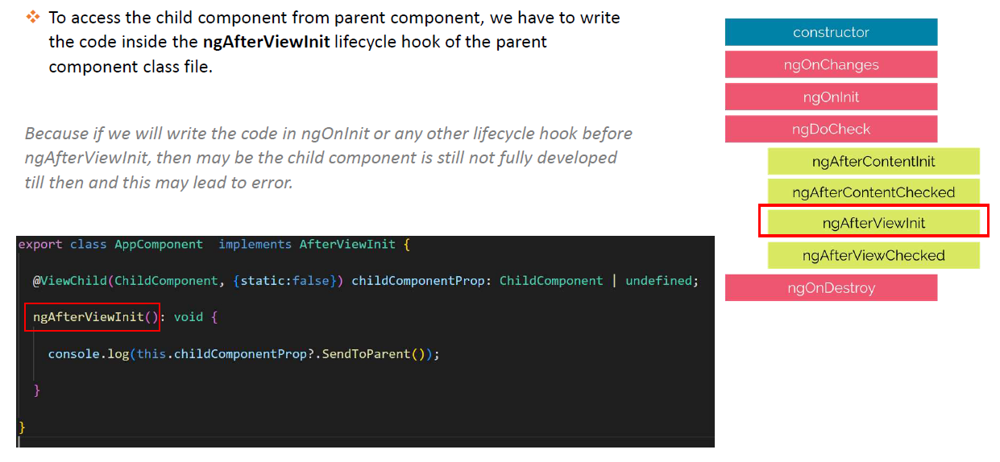 To access the child component from parent component, we have to write
the code inside the ngAfterViewInit lifecycle hook of the parent
component class file.
Because if we will write the code in ngOnInit or any other lifecycle hook before
ngAfterViewInit, then may be the child component is still not fully developed
till then and this may lead to error.
export class AppComponent  implements AfterViewInit {
@ViewChild(ChildComponent, {static:false}) childComponentProp: ChildComponent | undefined;
ngAfterViewInit(): void {
console.log(this.childComponentProp?.SendToParent());
}
}
constructor
ngOnChanges
ngOnInit
ngDoCheck
ngAfterContentInit
ngAfterContentChecked
ngAfterViewInit
ngAfterViewChecked
ngOnDestroy